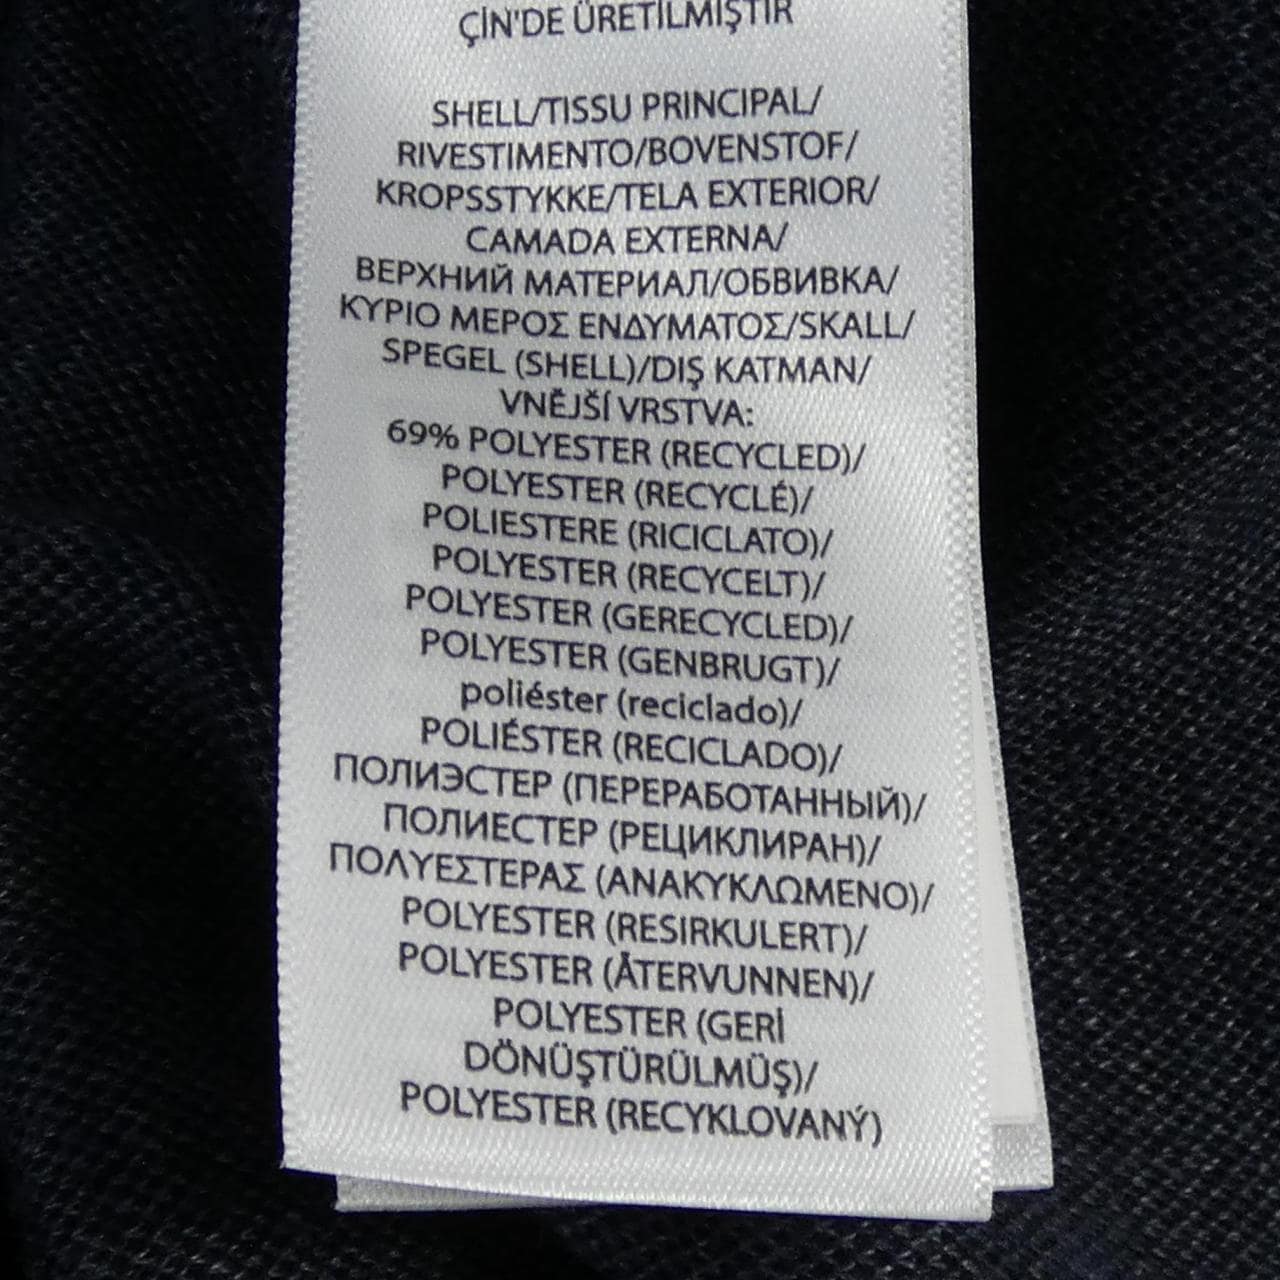 ÇİN'DE ÜRETİLMİŞTİR
SHELL/TISSU PRINCIPAL/
RIVESTIMENTO/BOVENSTOF/
KROPSSTYKKE/TELA EXTERIOR/
CAMADA EXTERNA/
ВЕРХНИЙ МАТЕРИАЛ/ОБВИВКА/
ΚΥΡΙΟ ΜΕΡΟΣ ΕΝΔΥΜΑΤΟΣ/SKALL/
SPEGEL (SHELL)/DIŞ KATMAN/
VNĚJŠÍ VRSTVA:
69% POLYESTER (RECYCLED)/
POLYESTER (RECYCLÉ)/
POLIESTERE (RICICLATO)/
POLYESTER (RECYCELT)/
POLYESTER (GERECYCLED)/
POLYESTER (GENBRUGT)/
poliéster (reciclado)/
POLIÉSTER (RECICLADO)/
ПОЛИЭСТЕР (ПЕРЕРАБОТАННЫЙ)/
ПОЛИЕСТЕР (РЕЦИКЛИРАН)/
ΠΟΛΥΕΣΤΕΡΑΣ (ΑΝΑΚΥΚΛΩΜΕΝΟ)/
POLYESTER (RESIRKULERT)/
POLYESTER (ÅTERVUNNEN)/
POLYESTER (GERİ
DÖNÜŞTÜRÜLMÜŞ)/
POLYESTER (RECYKLOVANÝ)